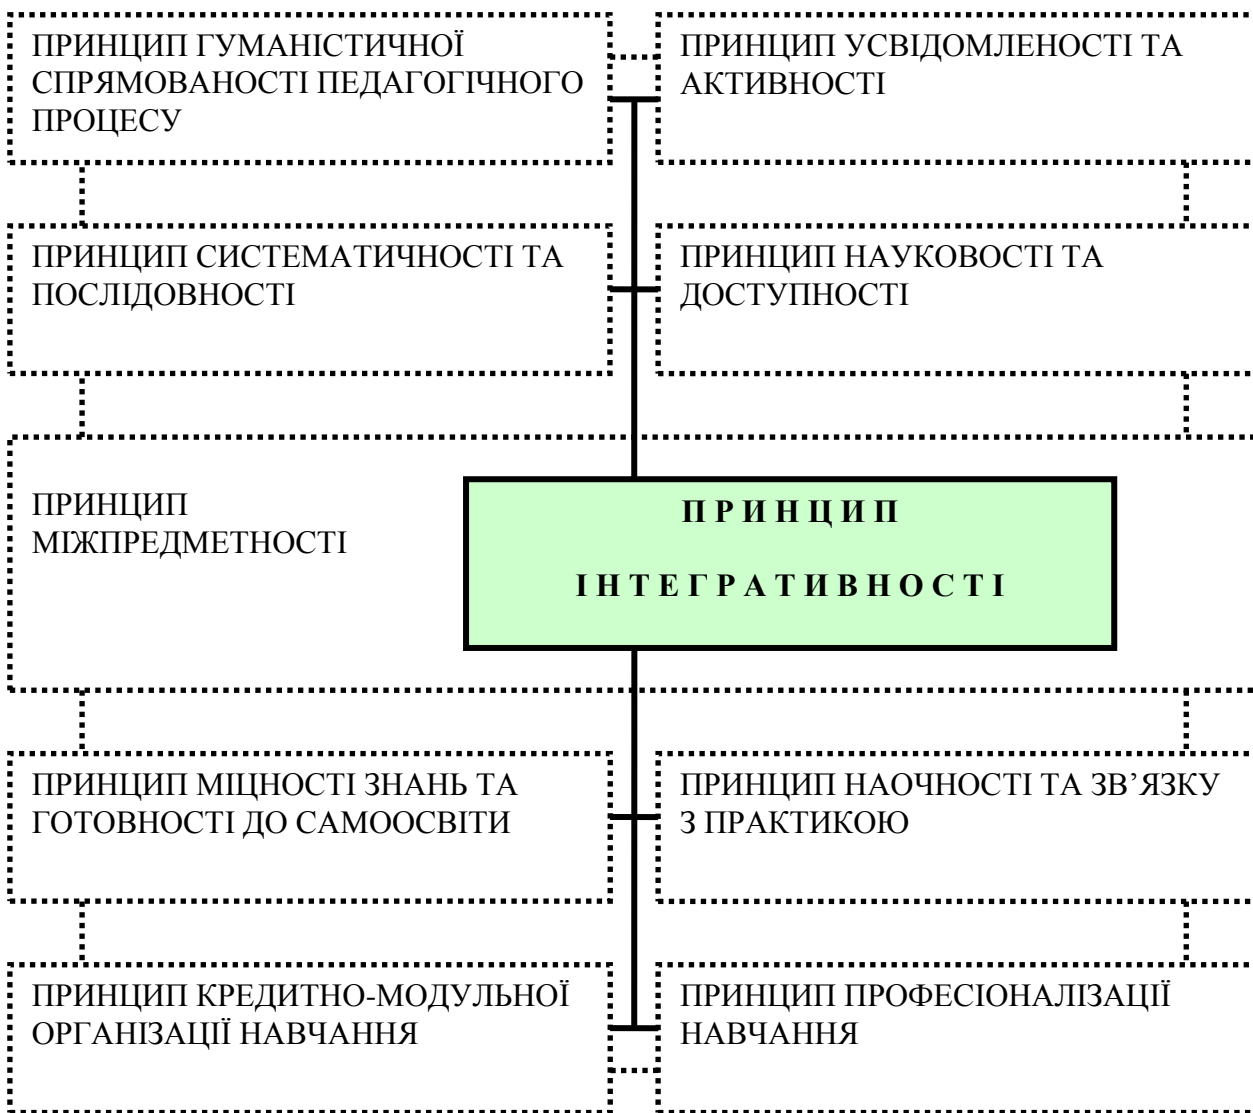 ПРИНЦИП ГУМАНІСТИЧНОЇ
СПРЯМОВАНОСТІ ПЕДАГОГІЧНОГО
ПРОЦЕСУ
ПРИНЦИП УСВІДОМЛЕНОСТІ ТА
АКТИВНОСТІ
ПРИНЦИП СИСТЕМАТИЧНОСТІ ТА
ПОСЛІДОВНОСТІ
ПРИНЦИП НАУКОВОСТІ ТА
ДОСТУПНОСТІ
ПРИНЦИП
МІЖПРЕДМЕТНОСТІ
П Р И Н Ц И П
І Н Т Е Г Р А Т И В Н О С Т І
ПРИНЦИП МІЦНОСТІ ЗНАНЬ ТА
ГОТОВНОСТІ ДО САМООСВІТИ
ПРИНЦИП НАОЧНОСТІ ТА ЗВ’ЯЗКУ
З ПРАКТИКОЮ
ПРИНЦИП КРЕДИТНО-МОДУЛЬНОЇ
ОРГАНІЗАЦІЇ НАВЧАННЯ
ПРИНЦИП ПРОФЕСІОНАЛІЗАЦІЇ
НАВЧАННЯ